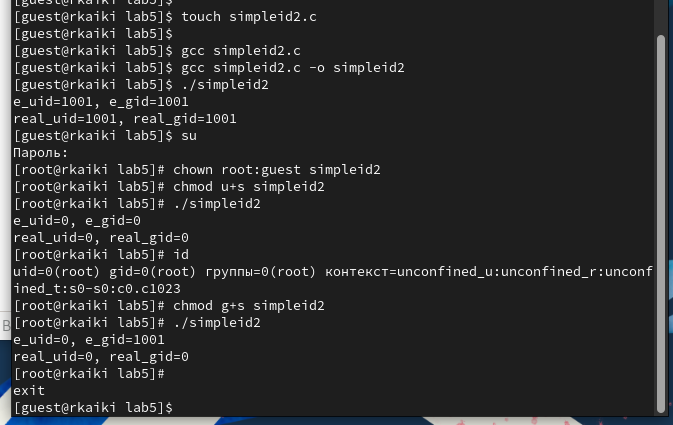 [guest@rkaiki lab5]$
[guest@rkaiki lab5]$ touch simpleid2.c
[guest@rkaiki lab5]$
[guest@rkaiki lab5]$ gcc simpleid2.c
[guest@rkaiki lab5]$ gcc simpleid2.c -o simpleid2
[guest@rkaiki lab5]$ ./simpleid2
e_uid=1001, e_gid=1001
real_uid=1001, real_gid=1001
[guest@rkaiki lab5]$ su
Пароль:
[root@rkaiki lab5]# chown root:guest simpleid2
[root@rkaiki lab5]# chmod u+s simpleid2
[root@rkaiki lab5]# ./simpleid2
e_uid=0, e_gid=0
real_uid=0, real_gid=0
[root@rkaiki lab5]# id
uid=0(root) gid=0(root) группы=0(root) контекст=unconfined_u:unconfined_r:unconf
ined_t:s0-s0:c0.c1023
[root@rkaiki lab5]# chmod g+s simpleid2
[root@rkaiki lab5]# ./simpleid2
e_uid=0, e_gid=1001
real_uid=0, real_gid=0
[root@rkaiki lab5]#
exit
[guest@rkaiki lab5]$